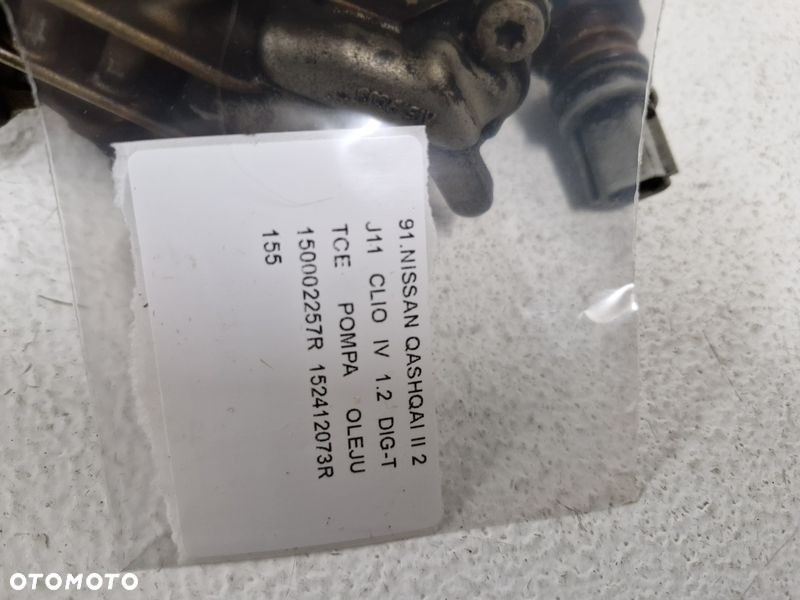 91.NISSAN QASHQAI II 2
J11 CLIO IV 1.2 DIG-T
TCE POMPA OLEJU
150002257R 152412073R
155
OTOMOTO